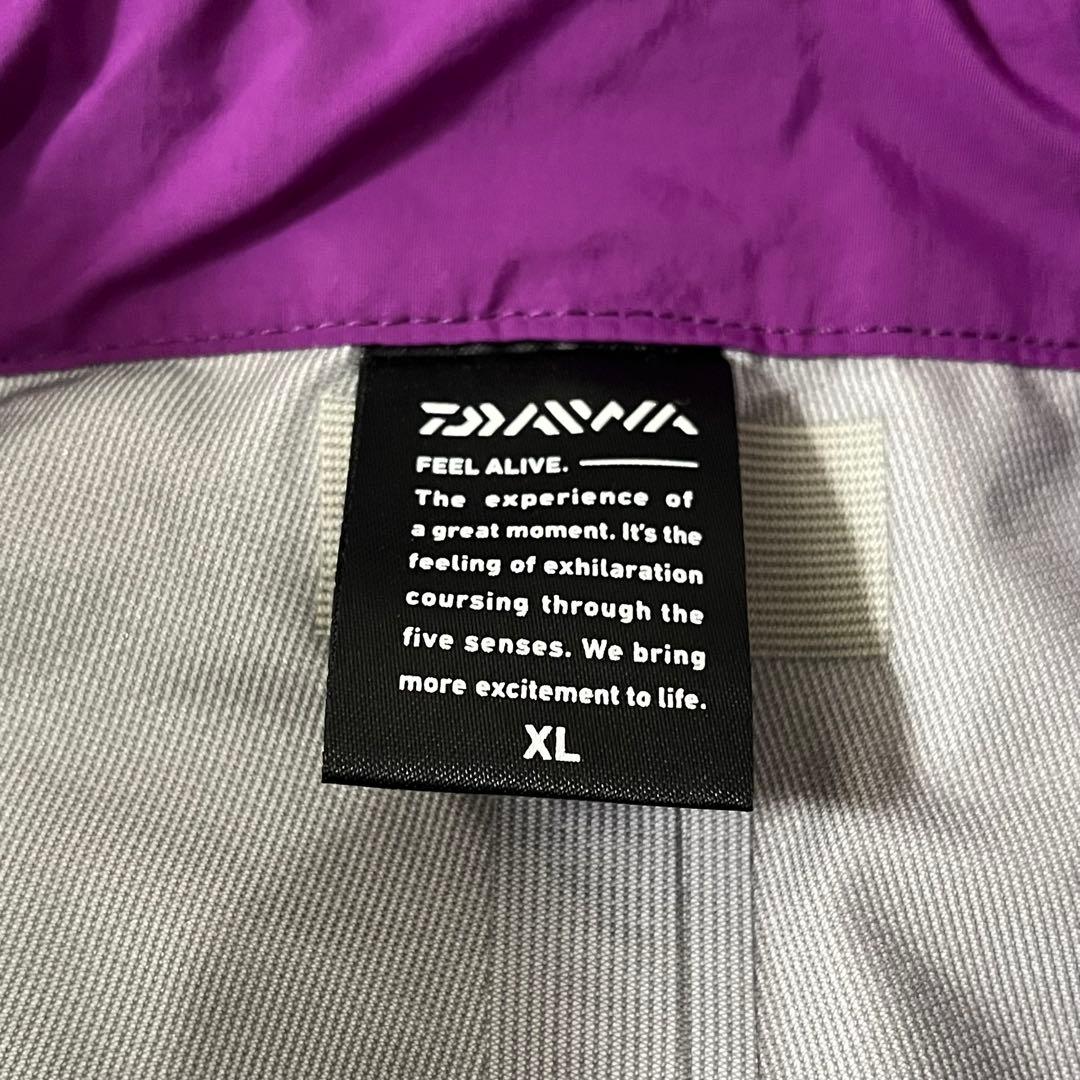 DAIWA
FEEL ALIVE.
The experience of
a great moment. It's the
feeling of exhilaration
coursing through the
five senses. We bring
more excitement to life.
XL